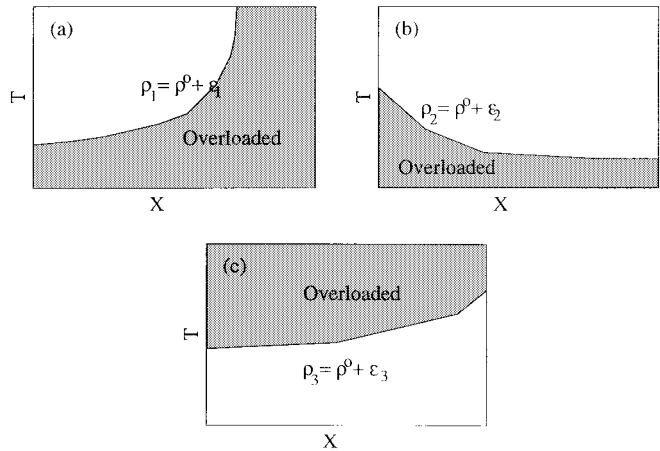 (a)
ρ₁= ρ⁰+ ε₁
Overloaded
T
X
(b)
ρ₂= ρ⁰+ ε₂
Overloaded
T
X
(c)
Overloaded
ρ₃= ρ⁰+ ε₃
T
X